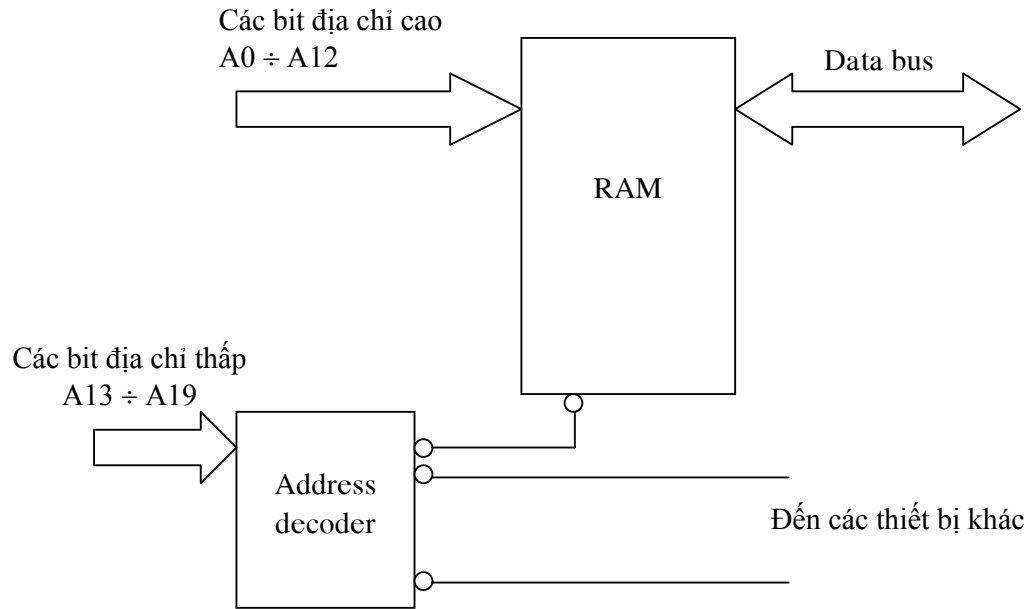 Các bit địa chỉ cao
A0 ÷ A12
Data bus
RAM
Các bit địa chỉ thấp
A13 ÷ A19
Address
decoder
Đến các thiết bị khác